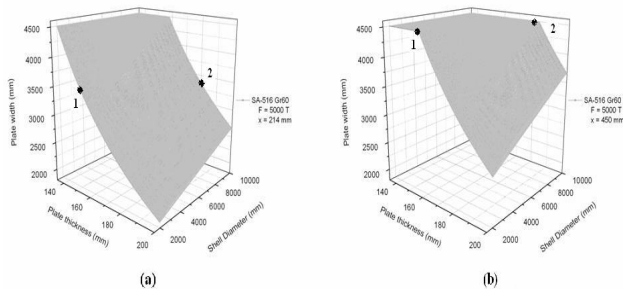 4500
4000
3500
3000
2500
2000
Plate width (mm)
1
2
SA-516 Gr60
F = 5000 T
x = 214 mm
140
160
180
200
Plate thickness (mm)
2000
4000
6000
8000
10000
Shell Diameter (mm)
(a)
4500
4000
3500
3000
2500
2000
Plate width (mm)
1
2
SA-516 Gr60
F = 5000 T
x = 450 mm
140
160
180
200
Plate thickness (mm)
2000
4000
6000
8000
10000
Shell Diameter (mm)
(b)